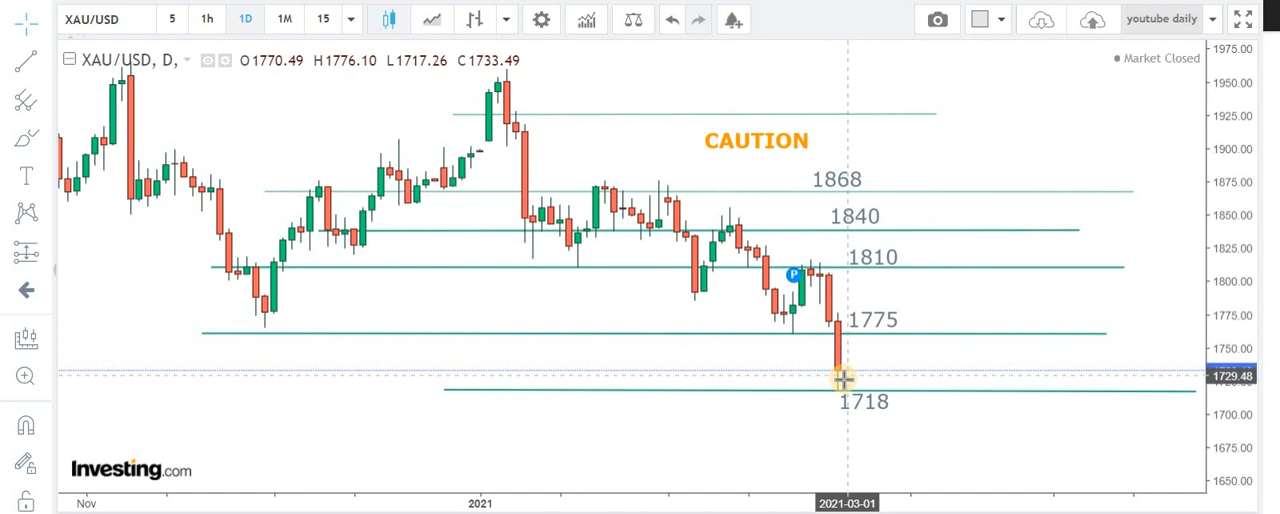 XAU/USD 5 1h 1D 1M 15 youtube daily
XAU/USD, D, O1770.49 H1776.10 L1717.26 C1733.49
Market Closed
1975.00
1950.00
1925.00
CAUTION
1900.00
1868
1875.00
1840
1850.00
1825.00
1810
P
1800.00
1775
1775.00
1750.00
1729.48
1718
1700.00
1675.00
Investing.com
1650.00
Nov 2021 2021-03-01